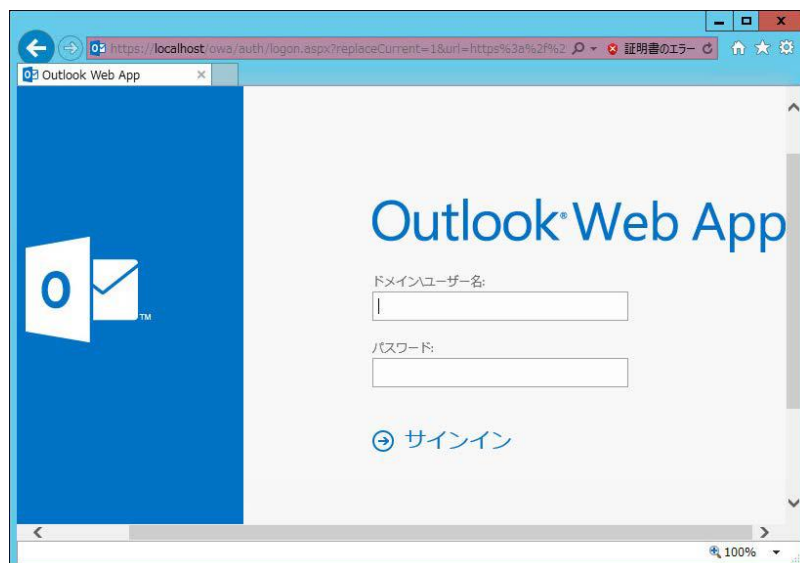 https://localhost/owa/auth/logon.aspx?replaceCurrent=1&url=https%3a%2f%2 証明書のエラー
Outlook Web App
Outlook® Web App
ドメイン\ユーザー名:
O
TM
パスワード:
サインイン
100%